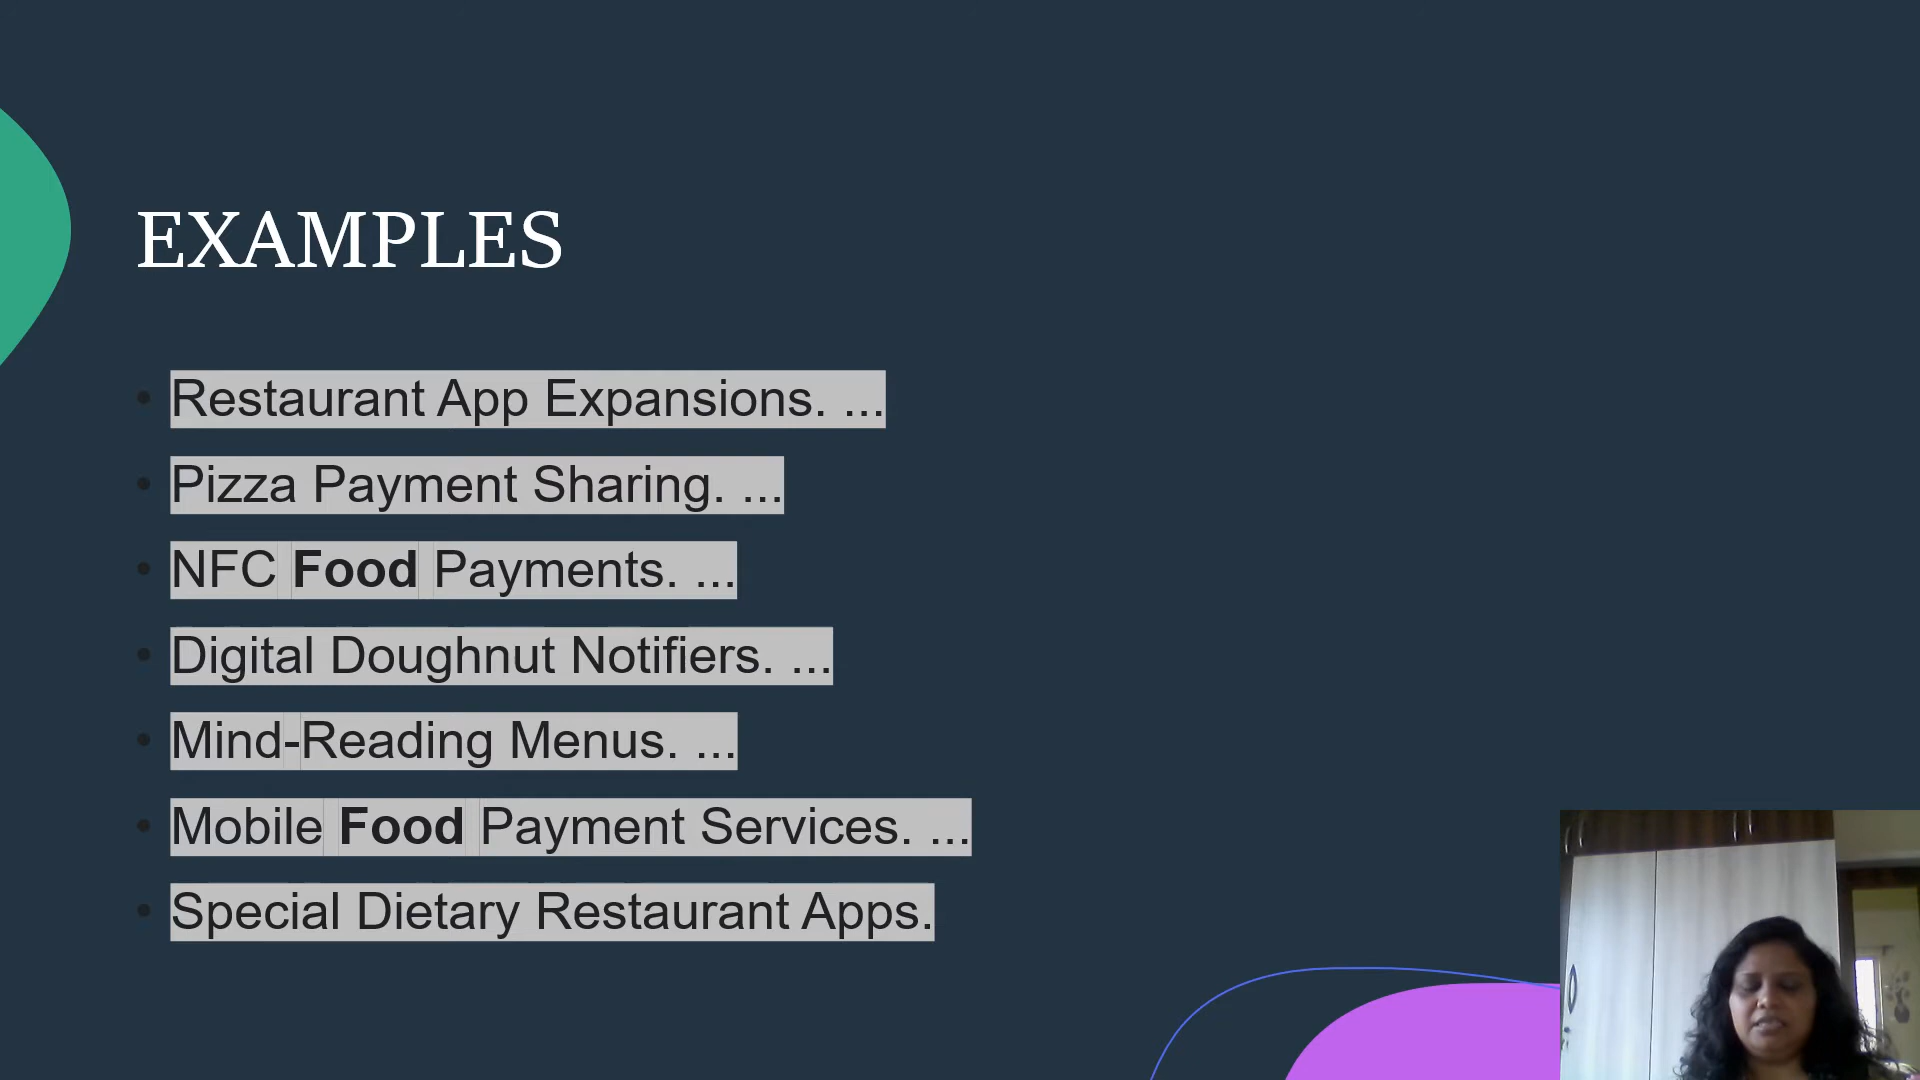 EXAMPLES
• Restaurant App Expansions. ...
• Pizza Payment Sharing. ...
• NFC Food Payments. ...
• Digital Doughnut Notifiers. ...
• Mind-Reading Menus. ...
• Mobile Food Payment Services. ...
• Special Dietary Restaurant Apps.